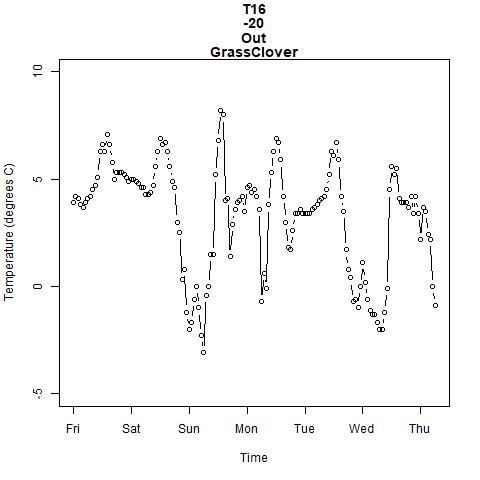 T16
-20
Out
GrassClover
Temperature (degrees C)
10
5
0
-5
Fri Sat Sun Mon Tue Wed Thu
Time